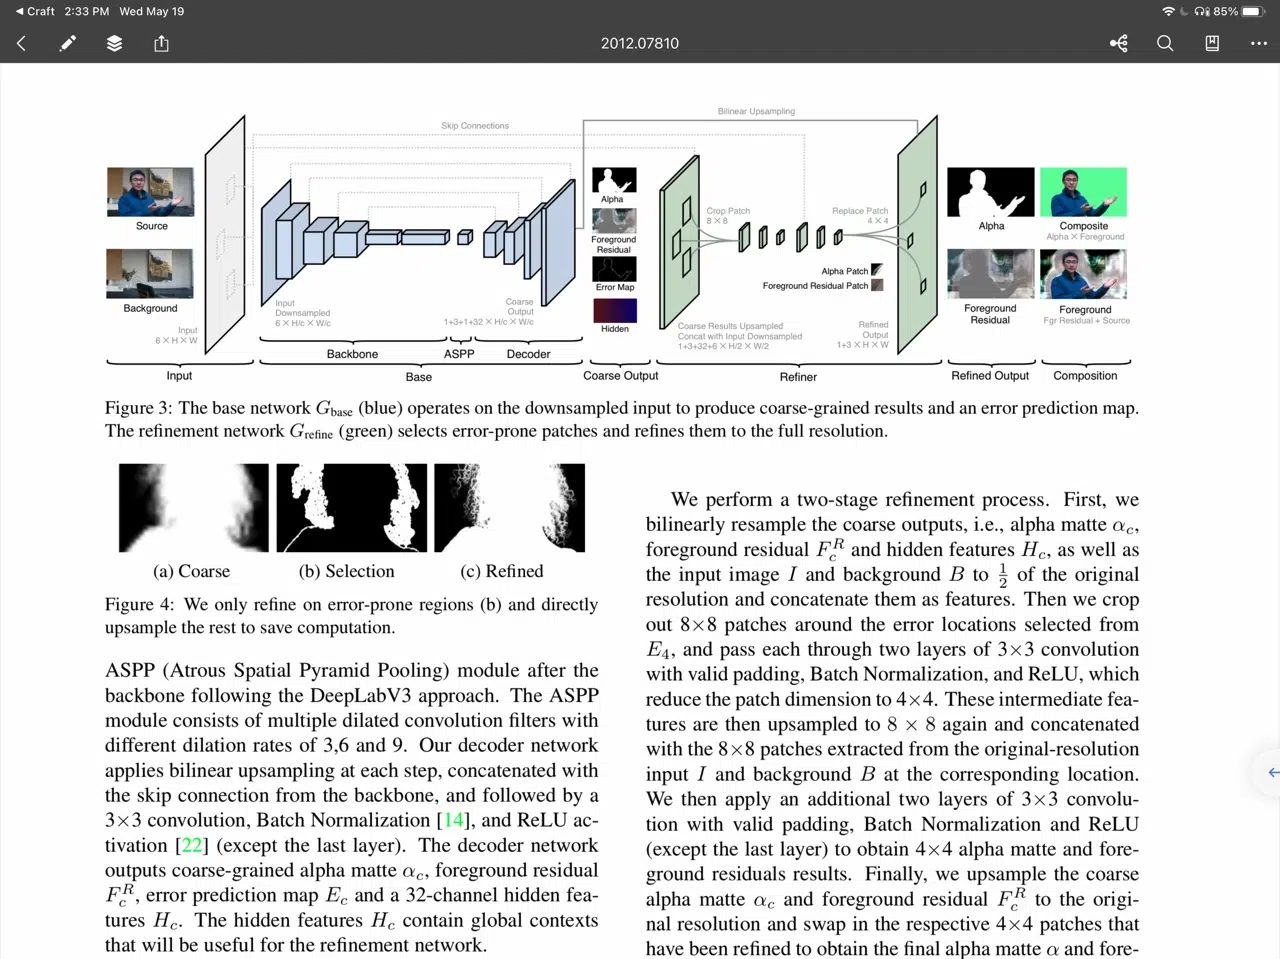 Craft 2:33 PM Wed May 19
85%
2012.07810
Bilinear Upsampling
Skip Connections
Source
Background
Input
6 × H × W
Input
Downsampled
6 × H/c × W/c
Coarse
Output
1+3+1+32 × H/c × W/c
Backbone
ASPP
Decoder
Alpha
Foreground
Residual
Error Map
Hidden
Crop Patch
8 × 8
Replace Patch
4 × 4
Alpha Patch
Foreground Residual Patch
Coarse Results Upsampled
Concat with Input Downsampled
1+3+32+6 × H/2 × W/2
Refined
Output
1+3 × H × W
Alpha
Composite
Alpha × Foreground
Foreground
Residual
Foreground
Fgr Residual + Source
Input
Base
Coarse Output
Refiner
Refined Output
Composition
Figure 3: The base network G_base (blue) operates on the downsampled input to produce coarse-grained results and an error prediction map.
The refinement network G_refine (green) selects error-prone patches and refines them to the full resolution.
(a) Coarse
(b) Selection
(c) Refined
Figure 4: We only refine on error-prone regions (b) and directly
upsample the rest to save computation.
ASPP (Atrous Spatial Pyramid Pooling) module after the
backbone following the DeepLabV3 approach. The ASPP
module consists of multiple dilated convolution filters with
different dilation rates of 3,6 and 9. Our decoder network
applies bilinear upsampling at each step, concatenated with
the skip connection from the backbone, and followed by a
3×3 convolution, Batch Normalization [14], and ReLU ac-
tivation [22] (except the last layer). The decoder network
outputs coarse-grained alpha matte α_c, foreground residual
F_c^R, error prediction map E_c and a 32-channel hidden fea-
tures H_c. The hidden features H_c contain global contexts
that will be useful for the refinement network.
We perform a two-stage refinement process. First, we
bilinearly resample the coarse outputs, i.e., alpha matte α_c,
foreground residual F_c^R and hidden features H_c, as well as
the input image I and background B to 1/2 of the original
resolution and concatenate them as features. Then we crop
out 8×8 patches around the error locations selected from
E_4, and pass each through two layers of 3×3 convolution
with valid padding, Batch Normalization, and ReLU, which
reduce the patch dimension to 4×4. These intermediate fea-
tures are then upsampled to 8 × 8 again and concatenated
with the 8×8 patches extracted from the original-resolution
input I and background B at the corresponding location.
We then apply an additional two layers of 3×3 convolu-
tion with valid padding, Batch Normalization and ReLU
(except the last layer) to obtain 4×4 alpha matte and fore-
ground residuals results. Finally, we upsample the coarse
alpha matte α_c and foreground residual F_c^R to the origi-
nal resolution and swap in the respective 4×4 patches that
have been refined to obtain the final alpha matte α and fore-